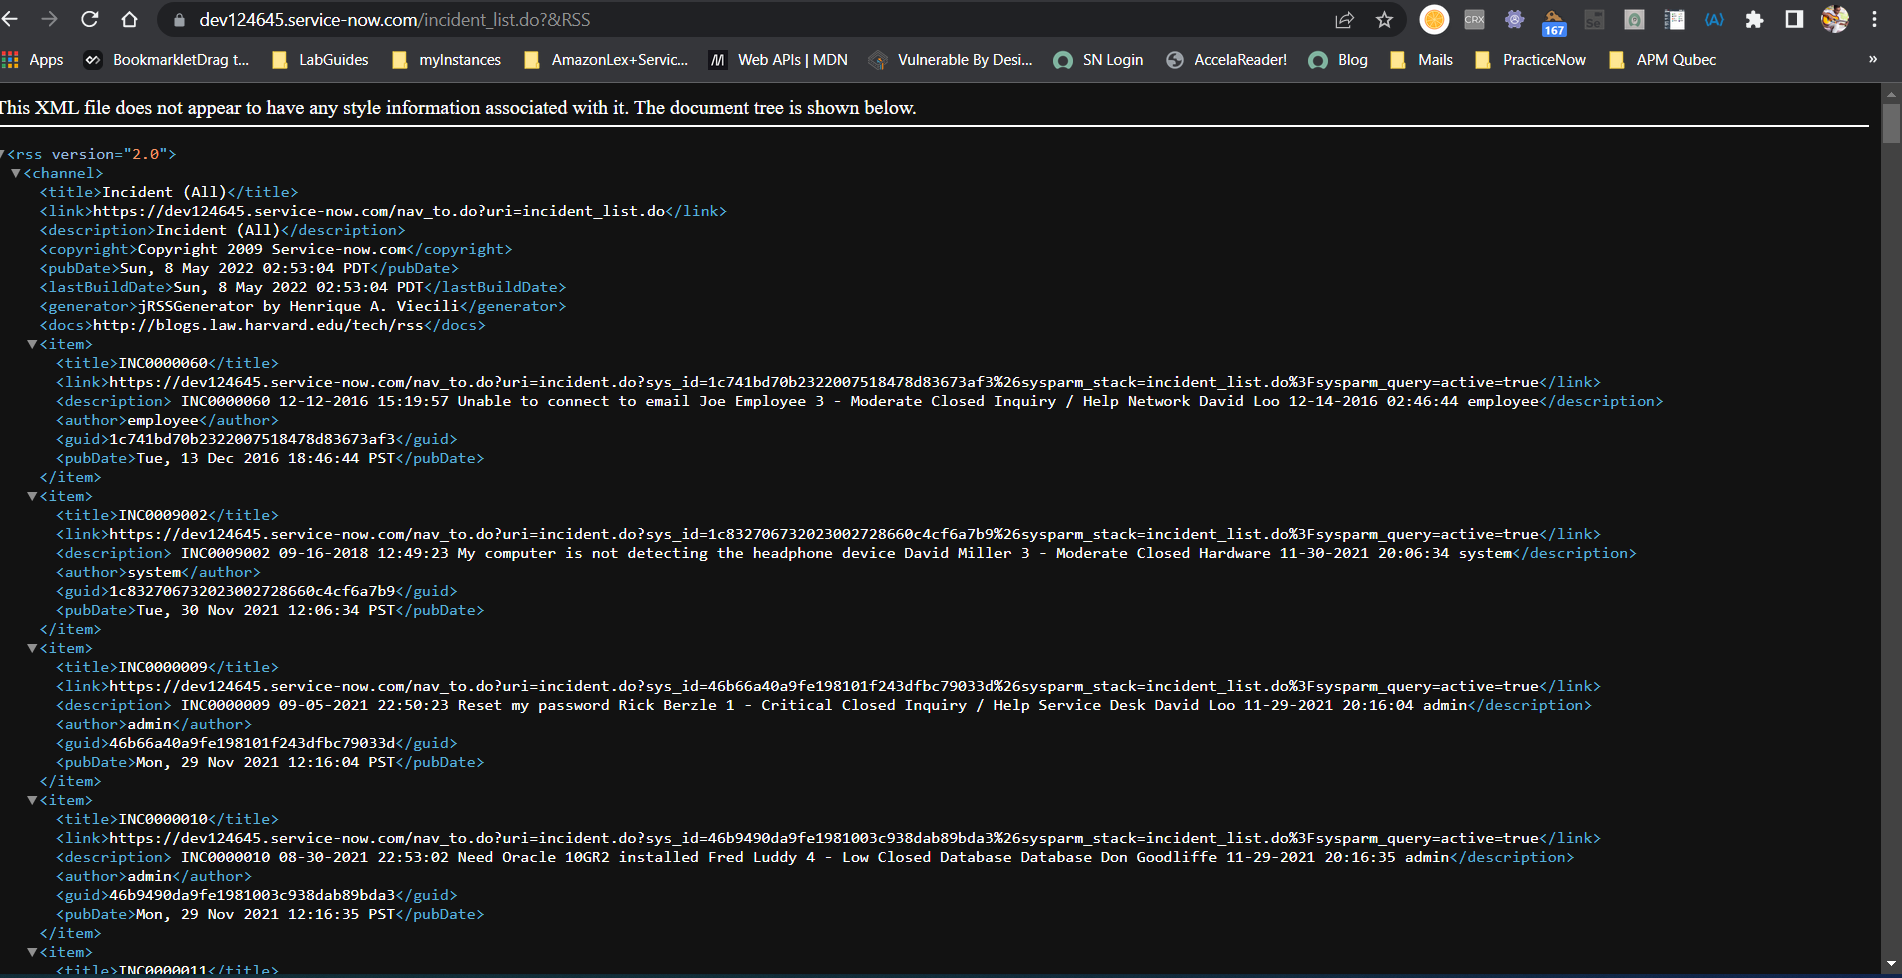 dev124645.service-now.com/incident_list.do?&RSS
CRX
167
Se
(A)
Apps BookmarkletDrag t... LabGuides myInstances AmazonLex+Servic... Web APIs | MDN Vulnerable By Desi... SN Login AccelaReader! Blog Mails PracticeNow APM Qubec »
This XML file does not appear to have any style information associated with it. The document tree is shown below.
▼<rss version="2.0">
▼<channel>
<title>Incident (All)</title>
<link>https://dev124645.service-now.com/nav_to.do?uri=incident_list.do</link>
<description>Incident (All)</description>
<copyright>Copyright 2009 Service-now.com</copyright>
<pubDate>Sun, 8 May 2022 02:53:04 PDT</pubDate>
<lastBuildDate>Sun, 8 May 2022 02:53:04 PDT</lastBuildDate>
<generator>jRSSGenerator by Henrique A. Viecili</generator>
<docs>http://blogs.law.harvard.edu/tech/rss</docs>
▼<item>
<title>INC0000060</title>
<link>https://dev124645.service-now.com/nav_to.do?uri=incident.do?sys_id=1c741bd70b2322007518478d83673af3%26sysparm_stack=incident_list.do%3Fsysparm_query=active=true</link>
<description> INC0000060 12-12-2016 15:19:57 Unable to connect to email Joe Employee 3 - Moderate Closed Inquiry / Help Network David Loo 12-14-2016 02:46:44 employee</description>
<author>employee</author>
<guid>1c741bd70b2322007518478d83673af3</guid>
<pubDate>Tue, 13 Dec 2016 18:46:44 PST</pubDate>
</item>
▼<item>
<title>INC0009002</title>
<link>https://dev124645.service-now.com/nav_to.do?uri=incident.do?sys_id=1c832706732023002728660c4cf6a7b9%26sysparm_stack=incident_list.do%3Fsysparm_query=active=true</link>
<description> INC0009002 09-16-2018 12:49:23 My computer is not detecting the headphone device David Miller 3 - Moderate Closed Hardware 11-30-2021 20:06:34 system</description>
<author>system</author>
<guid>1c832706732023002728660c4cf6a7b9</guid>
<pubDate>Tue, 30 Nov 2021 12:06:34 PST</pubDate>
</item>
▼<item>
<title>INC0000009</title>
<link>https://dev124645.service-now.com/nav_to.do?uri=incident.do?sys_id=46b66a40a9fe198101f243dfbc79033d%26sysparm_stack=incident_list.do%3Fsysparm_query=active=true</link>
<description> INC0000009 09-05-2021 22:50:23 Reset my password Rick Berzle 1 - Critical Closed Inquiry / Help Service Desk David Loo 11-29-2021 20:16:04 admin</description>
<author>admin</author>
<guid>46b66a40a9fe198101f243dfbc79033d</guid>
<pubDate>Mon, 29 Nov 2021 12:16:04 PST</pubDate>
</item>
▼<item>
<title>INC0000010</title>
<link>https://dev124645.service-now.com/nav_to.do?uri=incident.do?sys_id=46b9490da9fe1981003c938dab89bda3%26sysparm_stack=incident_list.do%3Fsysparm_query=active=true</link>
<description> INC0000010 08-30-2021 22:53:02 Need Oracle 10GR2 installed Fred Luddy 4 - Low Closed Database Database Don Goodliffe 11-29-2021 20:16:35 admin</description>
<author>admin</author>
<guid>46b9490da9fe1981003c938dab89bda3</guid>
<pubDate>Mon, 29 Nov 2021 12:16:35 PST</pubDate>
</item>
▼<item>
<title>INC0000011</title>